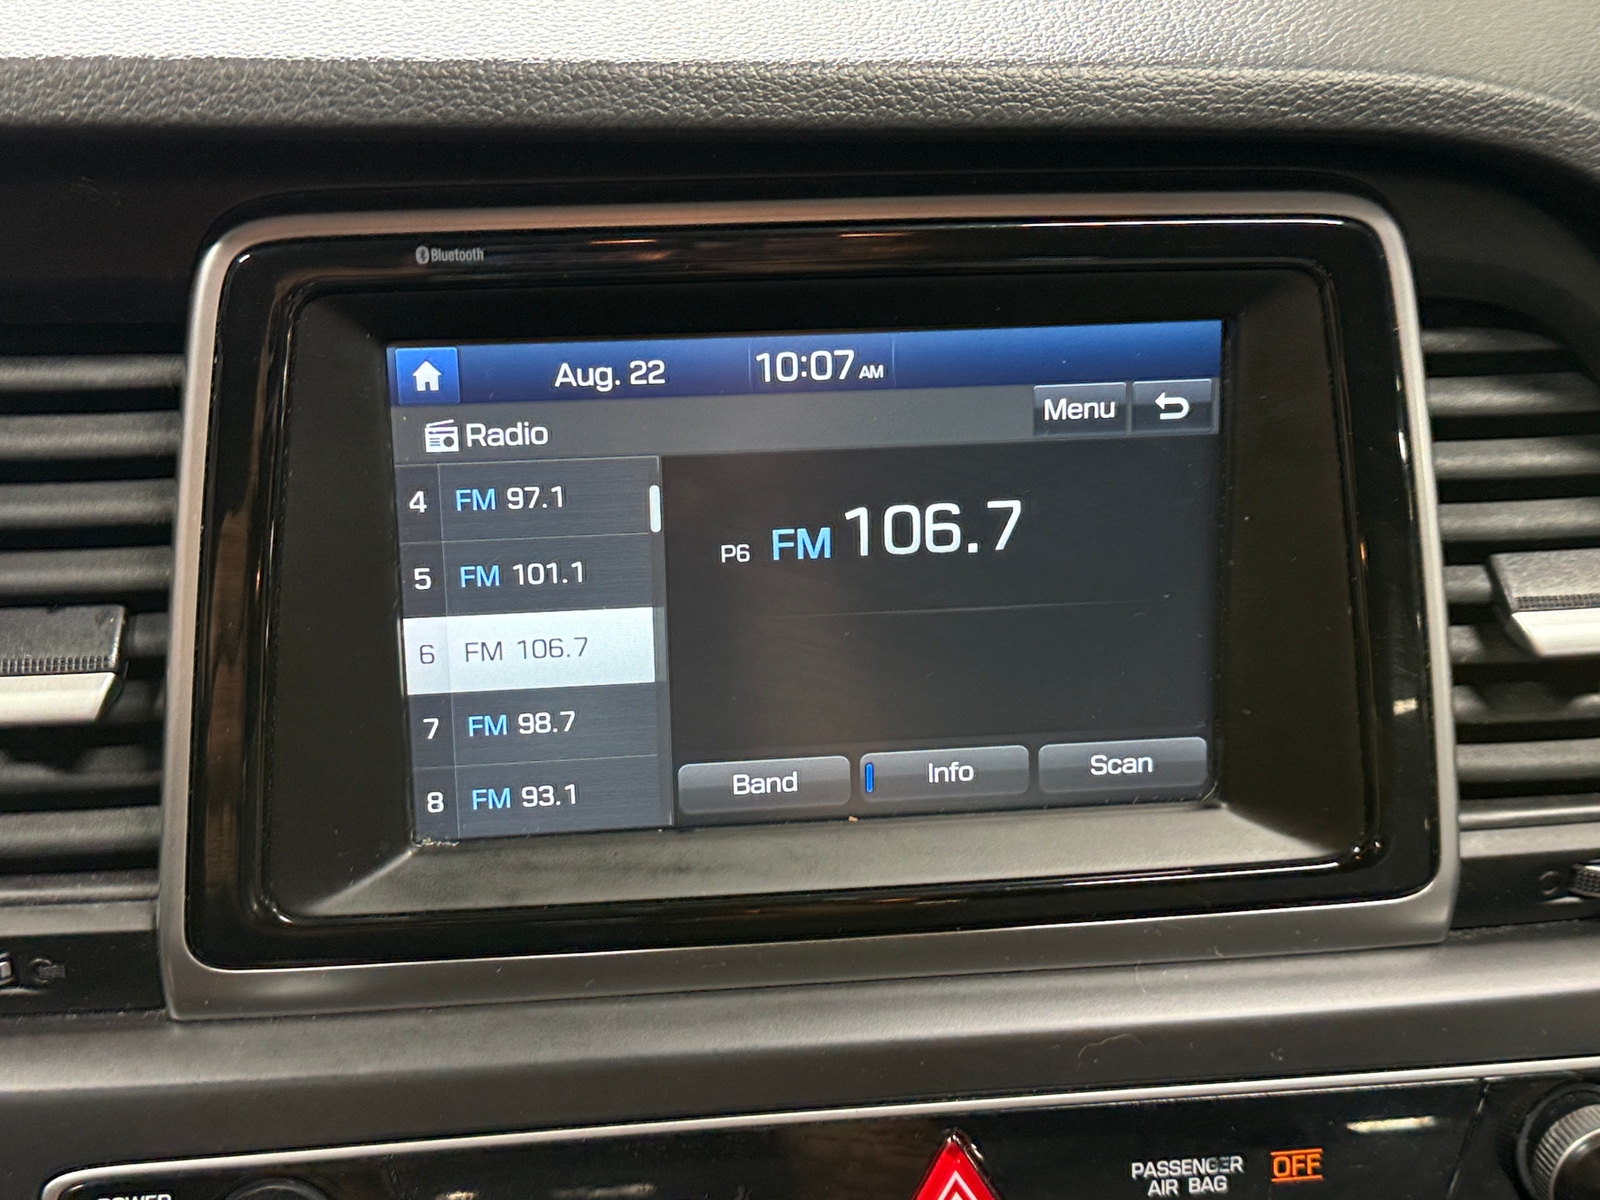 Bluetooth
Aug. 22 10:07 AM
Menu
Radio
4 FM 97.1
5 FM 101.1
6 FM 106.7
7 FM 98.7
8 FM 93.1
P6 FM 106.7
Band Info Scan
PASSENGER
AIR BAG
OFF
POWER